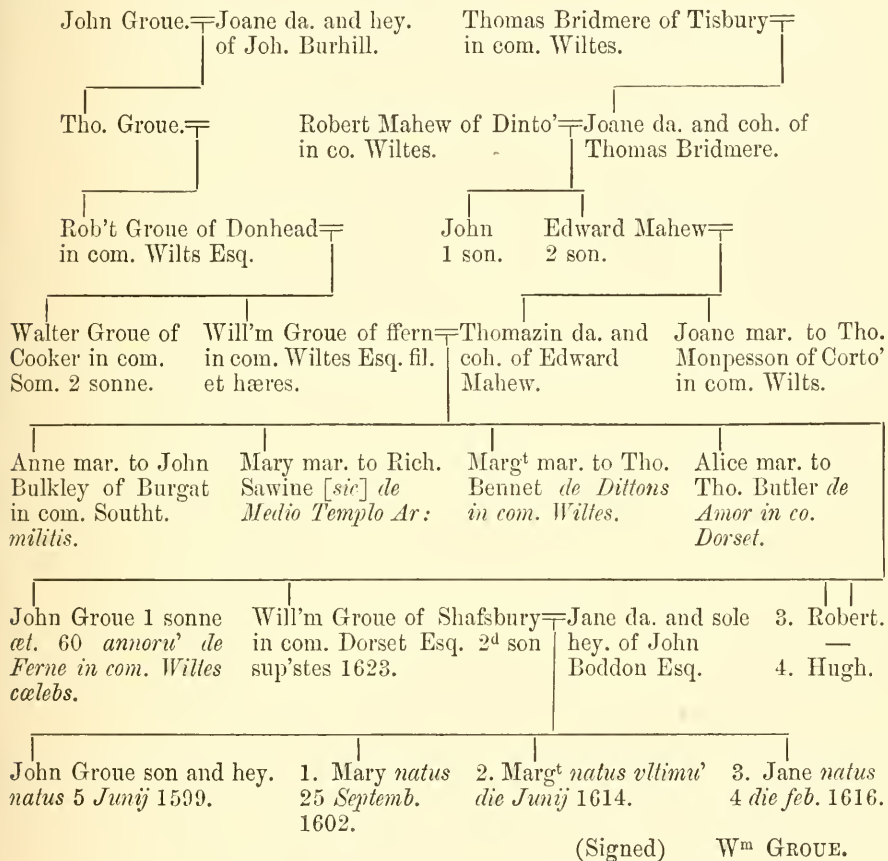 John Groue.
Joane da. and hey.
of Joh. Burhill.
Thomas Bridmere of Tisbury
in com. Wiltes.
Tho. Groue.
Robert Mahew of Dinto'
in co. Wiltes.
Joane da. and coh. of
Thomas Bridmere.
Rob't Groue of Donhead
in com. Wilts Esq.
John
1 son.
Edward Mahew
2 son.
Walter Groue of
Cooker in com.
Som. 2 sonne.
Will'm Groue of ffern
in com. Wiltes Esq. fil.
et hæres.
Thomazin da. and
coh. of Edward
Mahew.
Joane mar. to Tho.
Monpesson of Corto'
in com. Wilts.
Anne mar. to John
Bulkley of Burgat
in com. Southt.
militis.
Mary mar. to Rich.
Sawine [sic] de
Medio Templo Ar:
Margt mar. to Tho.
Bennet de Dittons
in com. Wiltes.
Alice mar. to
Tho. Butler de
Amor in co.
Dorset.
John Groue 1 sonne
æt. 60 annoru' de
Ferne in com. Wiltes
cælebs.
Will'm Groue of Shafsbury
in com. Dorset Esq. 2d son
sup'stes 1623.
Jane da. and sole
hey. of John
Boddon Esq.
3. Robert.
—
4. Hugh.
John Groue son and hey.
natus 5 Junij 1599.
1. Mary natus
25 Septemb.
1602.
2. Margt natus vltimu'
die Junij 1614.
3. Jane natus
4 die feb. 1616.
(Signed) Wm GROUE.